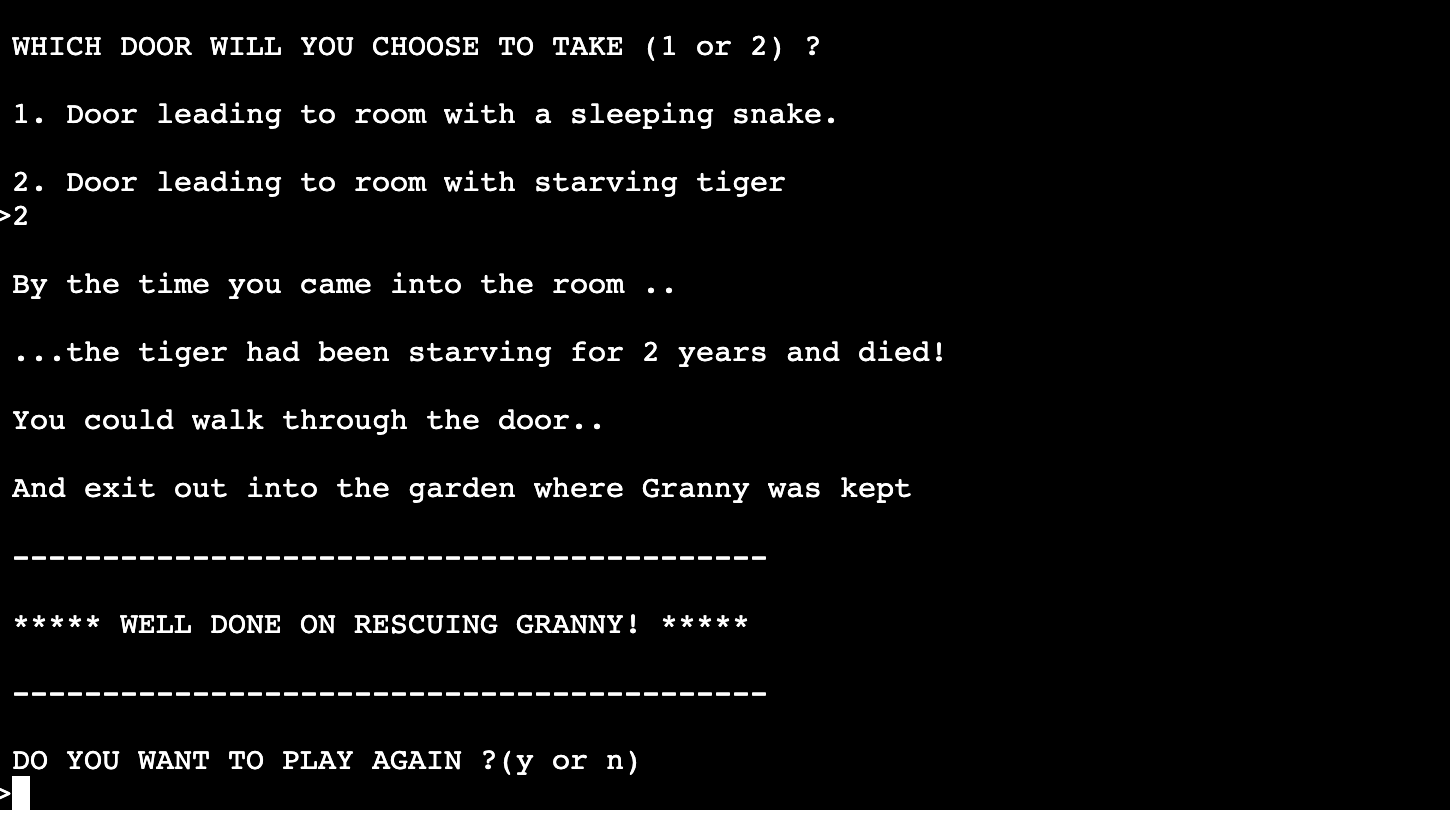 WHICH DOOR WILL YOU CHOOSE TO TAKE (1 or 2) ?
1. Door leading to room with a sleeping snake.
2. Door leading to room with starving tiger
>2
By the time you came into the room ..
...the tiger had been starving for 2 years and died!
You could walk through the door..
And exit out into the garden where Granny was kept
------------------------------------------
***** WELL DONE ON RESCUING GRANNY! *****
------------------------------------------
DO YOU WANT TO PLAY AGAIN ?(y or n)
>